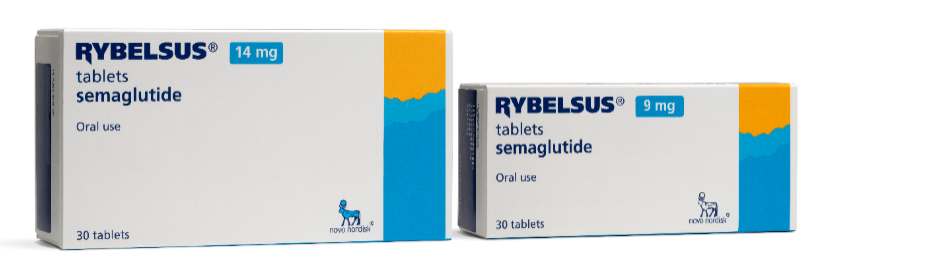 RYBELSUS® 14 mg
tablets
semaglutide
Oral use
novo nordisk
30 tablets
RYBELSUS® 9 mg
tablets
semaglutide
Oral use
novo nordisk
30 tablets